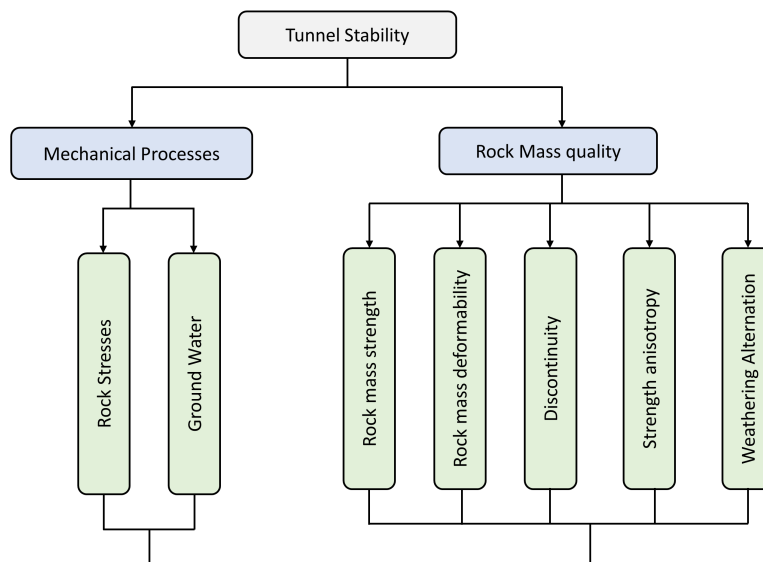 Tunnel Stability
Mechanical Processes
Rock Mass quality
Rock Stresses
Ground Water
Rock mass strength
Rock mass deformability
Discontinuity
Strength anisotropy
Weathering Alternation